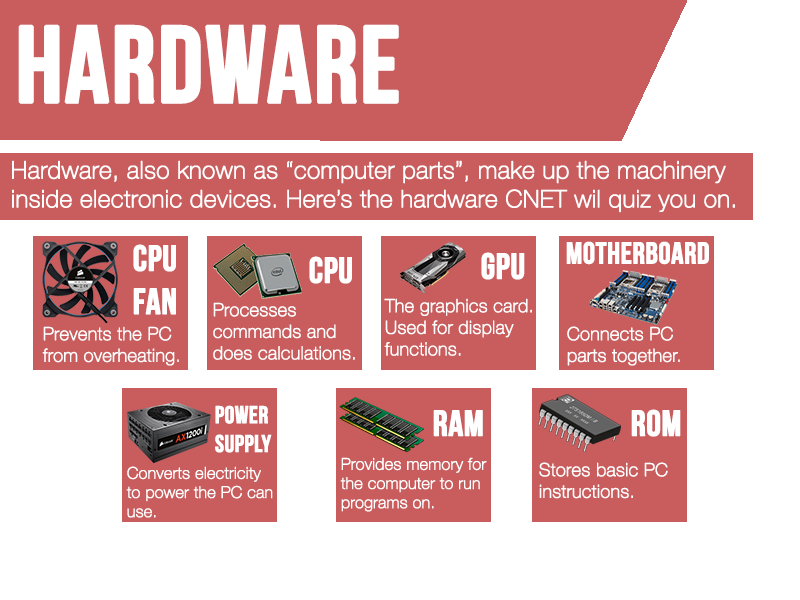 HARDWARE
Hardware, also known as “computer parts”, make up the machinery
inside electronic devices. Here’s the hardware CNET wil quiz you on.
CPU
FAN
Prevents the PC
from overheating.
CPU
Processes
commands and
does calculations.
GPU
The graphics card.
Used for display
functions.
MOTHERBOARD
Connects PC
parts together.
AX1200i
POWER
SUPPLY
Converts electricity
to power the PC can
use.
RAM
Provides memory for
the computer to run
programs on.
ROM
Stores basic PC
instructions.